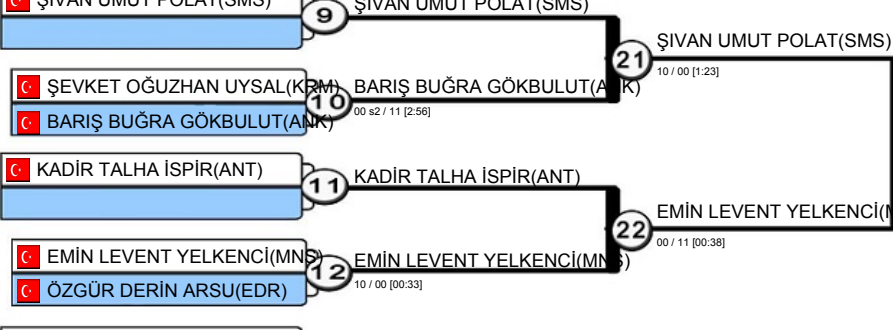 ŞIVAN UMUT POLAT(SMS)
9
ŞIVAN UMUT POLAT(SMS)
21
ŞIVAN UMUT POLAT(SMS)
10 / 00 [1:23]
ŞEVKET OĞUZHAN UYSAL(KRM)
10
BARIŞ BUĞRA GÖKBULUT(ANK)
00 s2 / 11 [2:56]
BARIŞ BUĞRA GÖKBULUT(ANK)
KADİR TALHA İSPİR(ANT)
11
KADİR TALHA İSPİR(ANT)
22
EMİN LEVENT YELKENCİ(
00 / 11 [00:38]
EMİN LEVENT YELKENCİ(MNS)
12
EMİN LEVENT YELKENCİ(MNS)
10 / 00 [00:33]
ÖZGÜR DERİN ARSU(EDR)